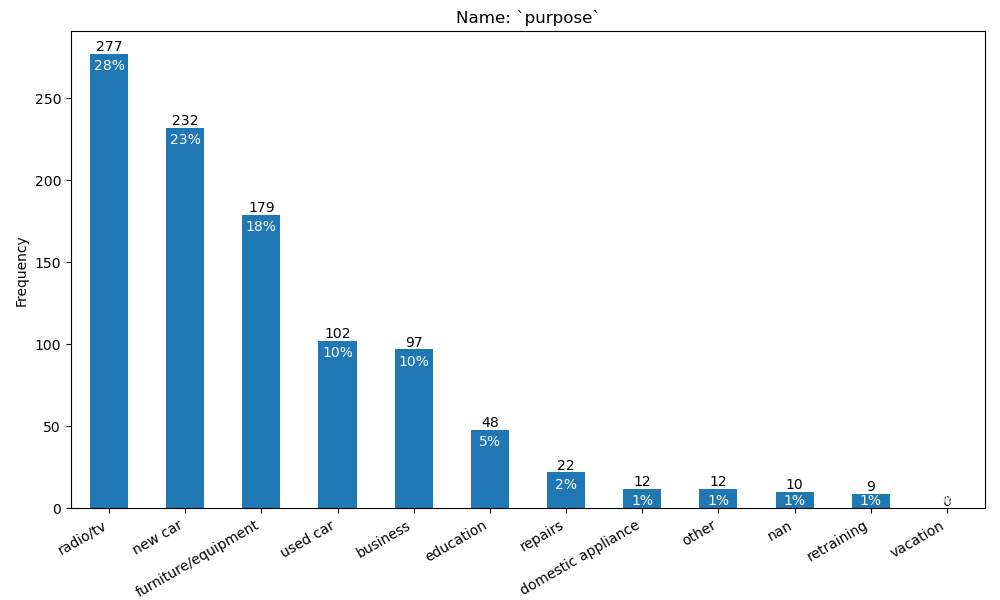 Name: `purpose`
277
28%
232
23%
179
18%
102
10%
97
10%
48
5%
22
2%
12
1%
12
1%
10
1%
9
1%
0
250
200
150
100
50
0
Frequency
radio/tv
new car
furniture/equipment
used car
business
education
repairs
domestic appliance
other
nan
retraining
vacation